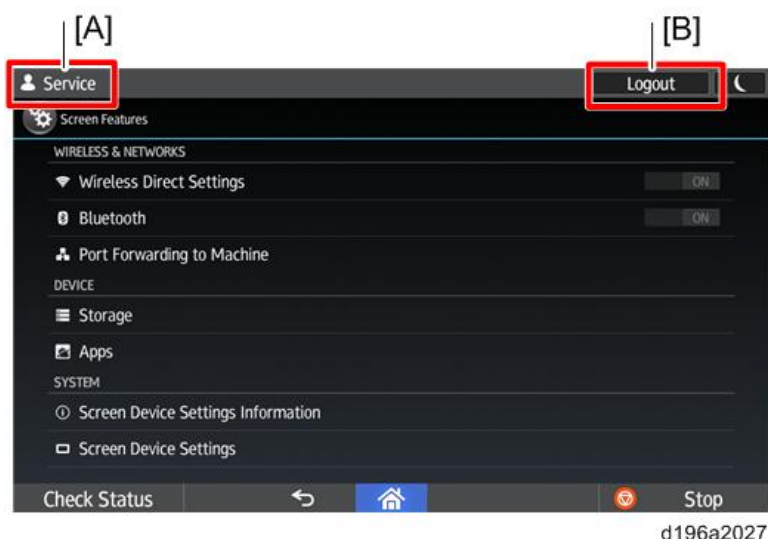 [A] [B]
Service Logout
Screen Features
WIRELESS & NETWORKS
Wireless Direct Settings ON
Bluetooth ON
Port Forwarding to Machine
DEVICE
Storage
Apps
SYSTEM
Screen Device Settings Information
Screen Device Settings
Check Status Stop
d196a2027